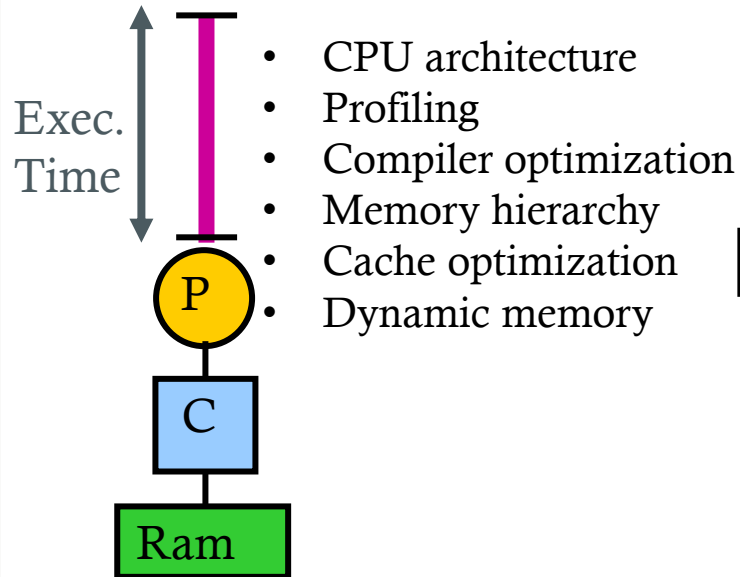 Exec.
Time
• CPU architecture
• Profiling
• Compiler optimization
• Memory hierarchy
• Cache optimization
• Dynamic memory
P
C
Ram